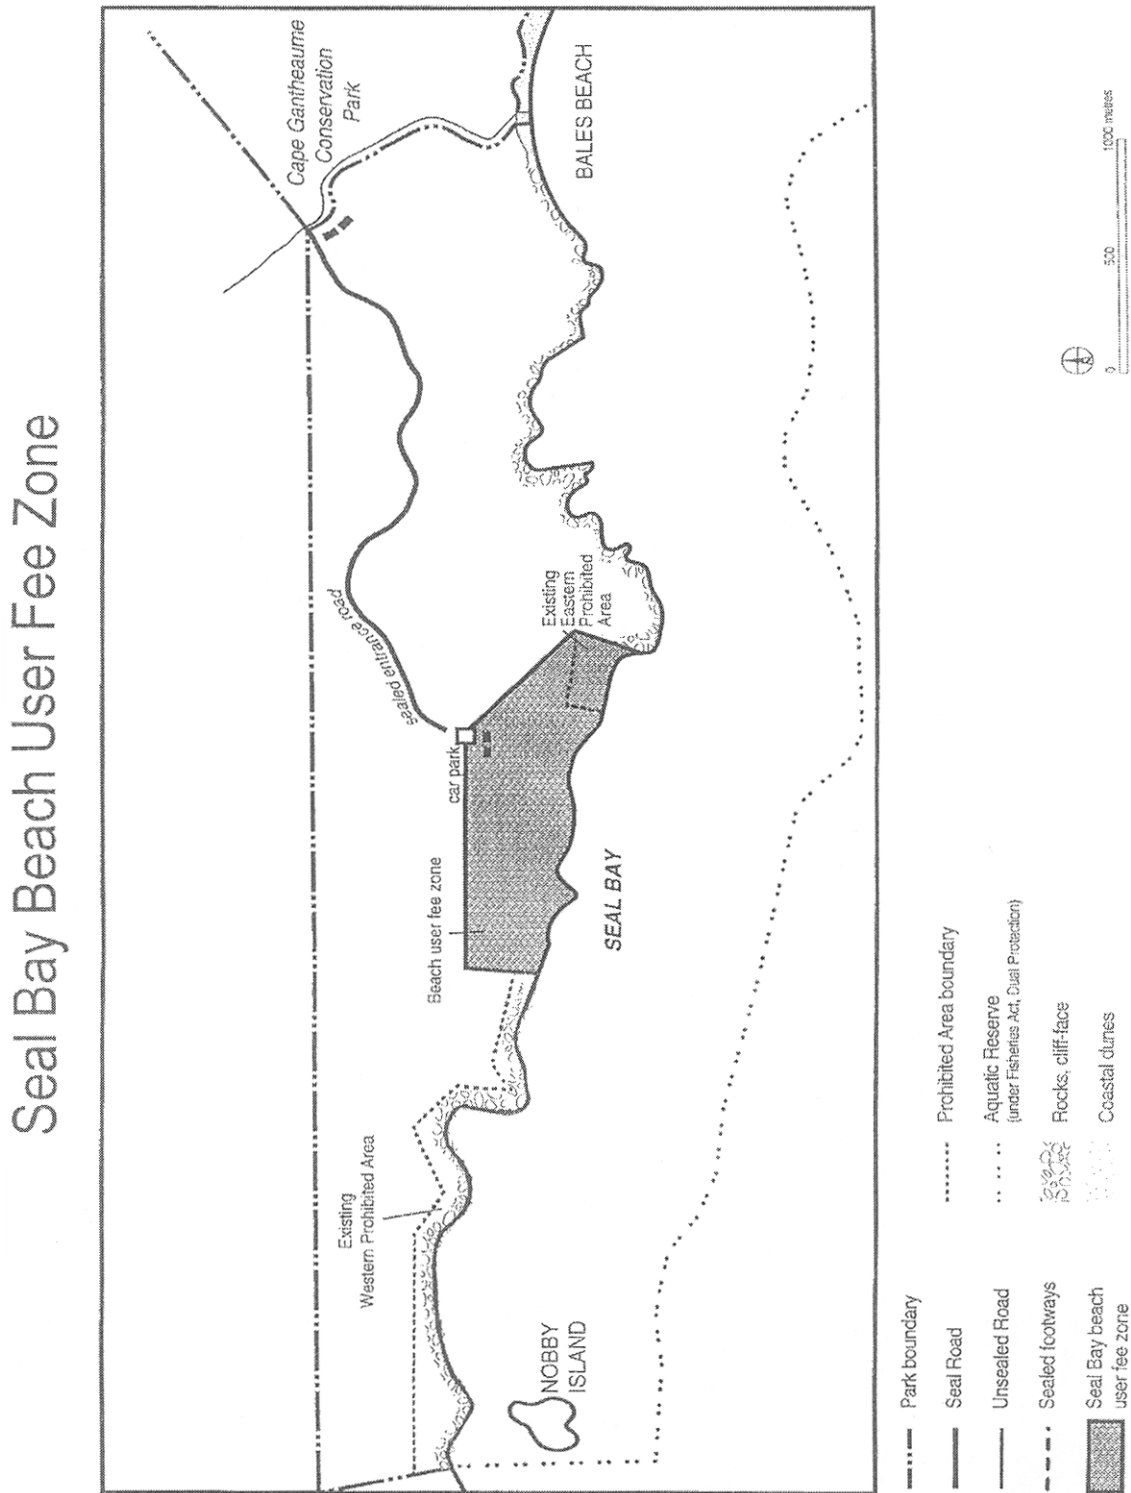 Seal Bay Beach User Fee Zone
Cape Gantheaume
Conservation
Park
BALES BEACH
sealed entrance road
Existing
Eastern
Prohibited
Area
car park
Beach user fee zone
SEAL BAY
Existing
Western Prohibited Area
NOBBY
ISLAND
Park boundary
Seal Road
Unsealed Road
Sealed footways
Seal Bay beach
user fee zone
Prohibited Area boundary
Aquatic Reserve
(under Fisheries Act, Dual Protection)
Rocks, cliff-face
Coastal dunes
0 500 1000 metres